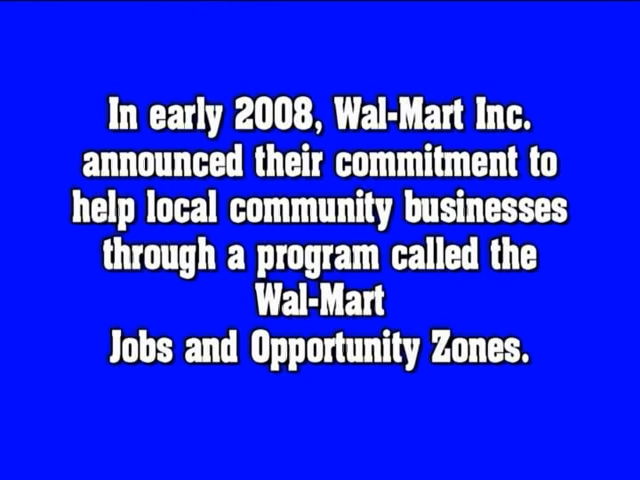 In early 2008, Wal-Mart Inc.
announced their commitment to
help local community businesses
through a program called the
Wal-Mart
Jobs and Opportunity Zones.